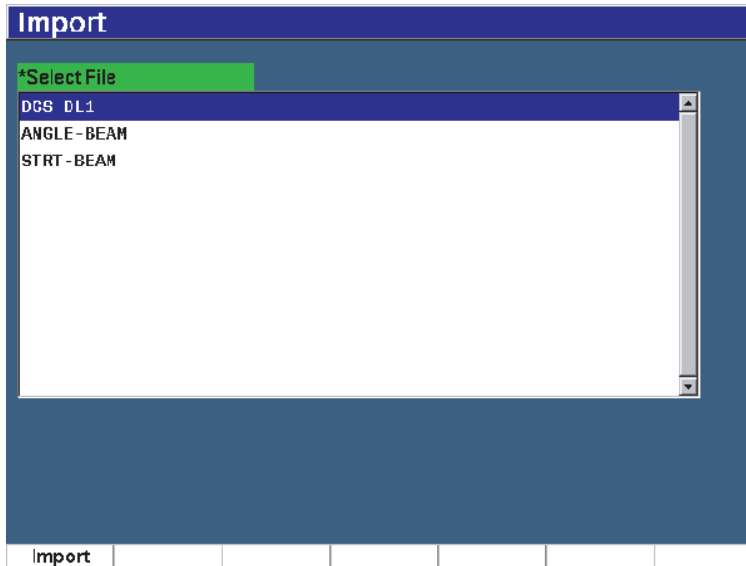 Import
*Select File
DGS DL1
ANGLE-BEAM
STRT-BEAM
Import